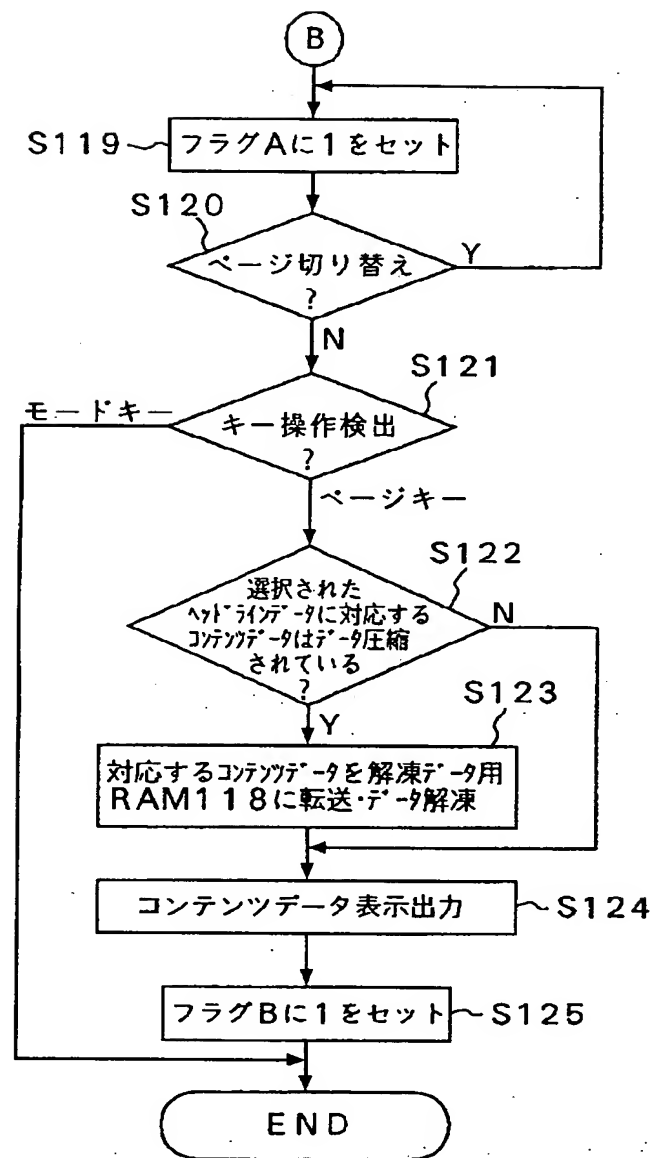 B
S119
フラグAに1をセット
S120
ページ切り替え
?
Y
N
S121
モードキー
キー操作検出
?
ページキー
S122
選択された
ヘッドラインデータに対応する
コンテンツデータはデータ圧縮
されている
?
N
Y
S123
対応するコンテンツデータを解凍データ用
RAM118に転送・データ解凍
コンテンツデータ表示出力
S124
フラグBに1をセット
S125
END